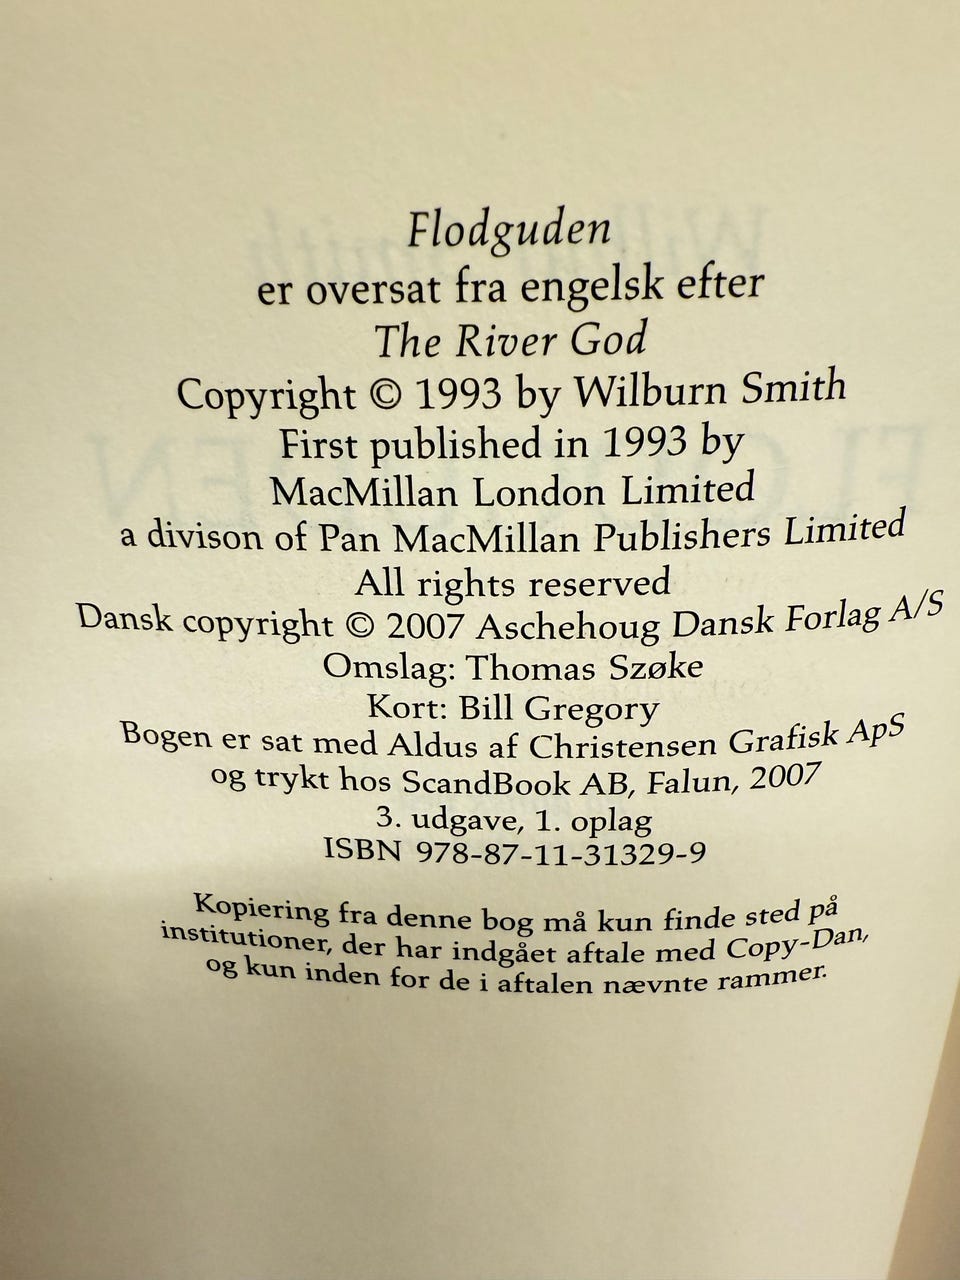 Flodguden
er oversat fra engelsk efter
The River God
Copyright © 1993 by Wilburn Smith
First published in 1993 by
MacMillan London Limited
a divison of Pan MacMillan Publishers Limited
All rights reserved
Dansk copyright © 2007 Aschehoug Dansk Forlag A/S
Omslag: Thomas Szøke
Kort: Bill Gregory
Bogen er sat med Aldus af Christensen Grafisk ApS
og trykt hos ScandBook AB, Falun, 2007
3. udgave, 1. oplag
ISBN 978-87-11-31329-9
Kopiering fra denne bog må kun finde sted på
institutioner, der har indgået aftale med Copy-Dan,
og kun inden for de i aftalen nævnte rammer.